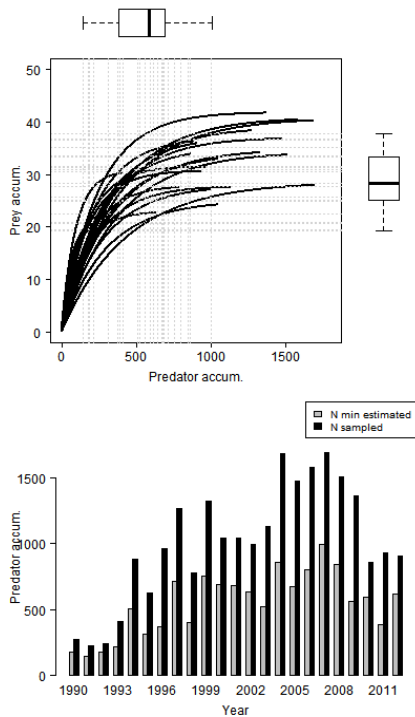 50
40
30
20
10
0
Prey accum.
0 500 1000 1500
Predator accum.
N min estimated
N sampled
1500
1000
500
0
Predator accum.
1990 1993 1996 1999 2002 2005 2008 2011
Year